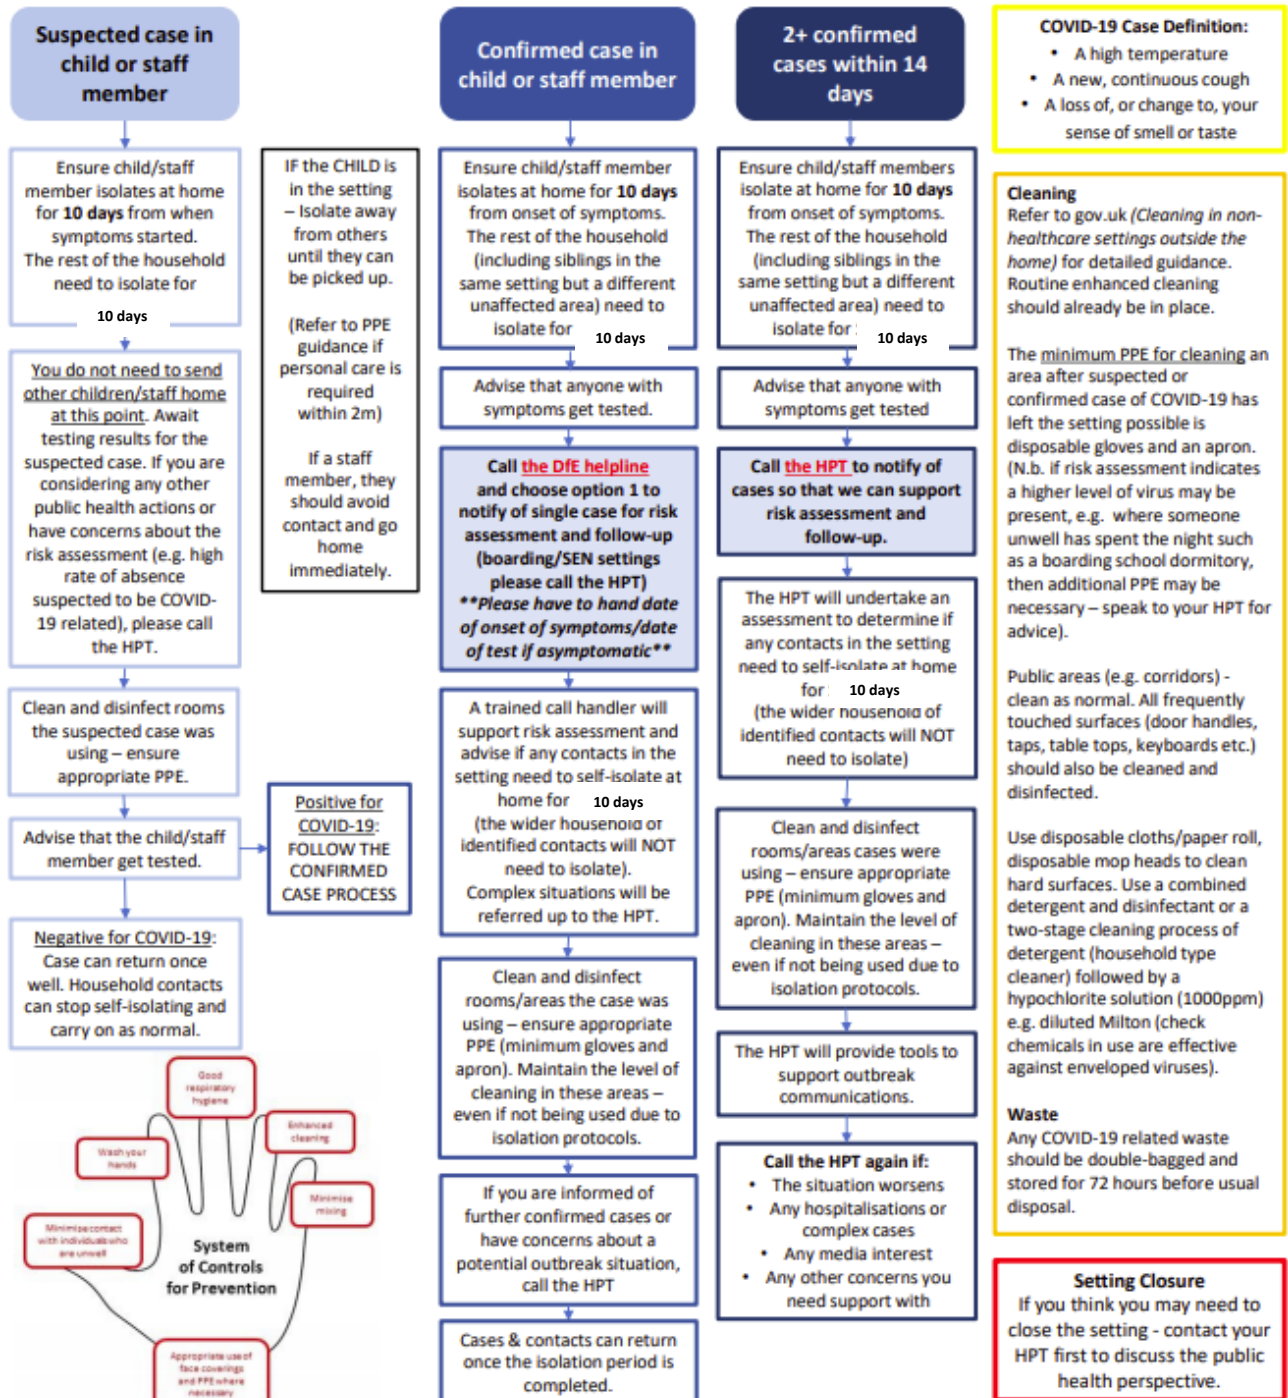 Suspected case in
child or staff
member
Ensure child/staff
member isolates at home
for 10 days from when
symptoms started.
The rest of the household
need to isolate for
10 days
You do not need to send
other children/staff home
at this point. Await
testing results for the
suspected case. If you are
considering any other
public health actions or
have concerns about the
risk assessment (e.g. high
rate of absence
suspected to be COVID-
19 related), please call
the HPT.
Clean and disinfect rooms
the suspected case was
using – ensure
appropriate PPE.
Advise that the child/staff
member get tested.
Negative for COVID-19:
Case can return once
well. Household contacts
can stop self-isolating and
carry on as normal.
IF the CHILD is
in the setting
– Isolate away
from others
until they can
be picked up.
(Refer to PPE
guidance if
personal care is
required
within 2m)
If a staff
member, they
should avoid
contact and go
home
immediately.
Positive for
COVID-19:
FOLLOW THE
CONFIRMED
CASE PROCESS
Good
respiratory
hygiene
Enhanced
cleaning
Wash your
hands
Minimise
mixing
Minimise contact
with individuals who
are unwell
System
of Controls
for Prevention
Appropriate use of
face coverings
and PPE where
necessary
Confirmed case in
child or staff member
Ensure child/staff member
isolates at home for 10 days
from onset of symptoms.
The rest of the household
(including siblings in the
same setting but a different
unaffected area) need to
isolate for
10 days
Advise that anyone with
symptoms get tested.
Call the DfE helpline
and choose option 1 to
notify of single case for risk
assessment and follow-up
(boarding/SEN settings
please call the HPT)
**Please have to hand date
of onset of symptoms/date
of test if asymptomatic**
A trained call handler will
support risk assessment and
advise if any contacts in the
setting need to self-isolate at
home for 10 days
(the wider household of
identified contacts will NOT
need to isolate).
Complex situations will be
referred up to the HPT.
Clean and disinfect
rooms/areas the case was
using – ensure appropriate
PPE (minimum gloves and
apron). Maintain the level of
cleaning in these areas –
even if not being used due to
isolation protocols.
If you are informed of
further confirmed cases or
have concerns about a
potential outbreak situation,
call the HPT
Cases & contacts can return
once the isolation period is
completed.
2+ confirmed
cases within 14
days
Ensure child/staff members
isolate at home for 10 days
from onset of symptoms.
The rest of the household
(including siblings in the
same setting but a different
unaffected area) need to
isolate for
10 days
Advise that anyone with
symptoms get tested
Call the HPT to notify of
cases so that we can support
risk assessment and
follow-up.
The HPT will undertake an
assessment to determine if
any contacts in the setting
need to self-isolate at home
for 10 days
(the wider household of
identified contacts will NOT
need to isolate)
Clean and disinfect
rooms/areas cases were
using – ensure appropriate
PPE (minimum gloves and
apron). Maintain the level of
cleaning in these areas –
even if not being used due to
isolation protocols.
The HPT will provide tools to
support outbreak
communications.
Call the HPT again if:
• The situation worsens
• Any hospitalisations or
complex cases
• Any media interest
• Any other concerns you
need support with
COVID-19 Case Definition:
• A high temperature
• A new, continuous cough
• A loss of, or change to, your
sense of smell or taste
Cleaning
Refer to gov.uk (Cleaning in non-
healthcare settings outside the
home) for detailed guidance.
Routine enhanced cleaning
should already be in place.
The minimum PPE for cleaning an
area after suspected or
confirmed case of COVID-19 has
left the setting possible is
disposable gloves and an apron.
(N.b. if risk assessment indicates
a higher level of virus may be
present, e.g. where someone
unwell has spent the night such
as a boarding school dormitory,
then additional PPE may be
necessary – speak to your HPT for
advice).
Public areas (e.g. corridors) -
clean as normal. All frequently
touched surfaces (door handles,
taps, table tops, keyboards etc.)
should also be cleaned and
disinfected.
Use disposable cloths/paper roll,
disposable mop heads to clean
hard surfaces. Use a combined
detergent and disinfectant or a
two-stage cleaning process of
detergent (household type
cleaner) followed by a
hypochlorite solution (1000ppm)
e.g. diluted Milton (check
chemicals in use are effective
against enveloped viruses).
Waste
Any COVID-19 related waste
should be double-bagged and
stored for 72 hours before usual
disposal.
Setting Closure
If you think you may need to
close the setting - contact your
HPT first to discuss the public
health perspective.